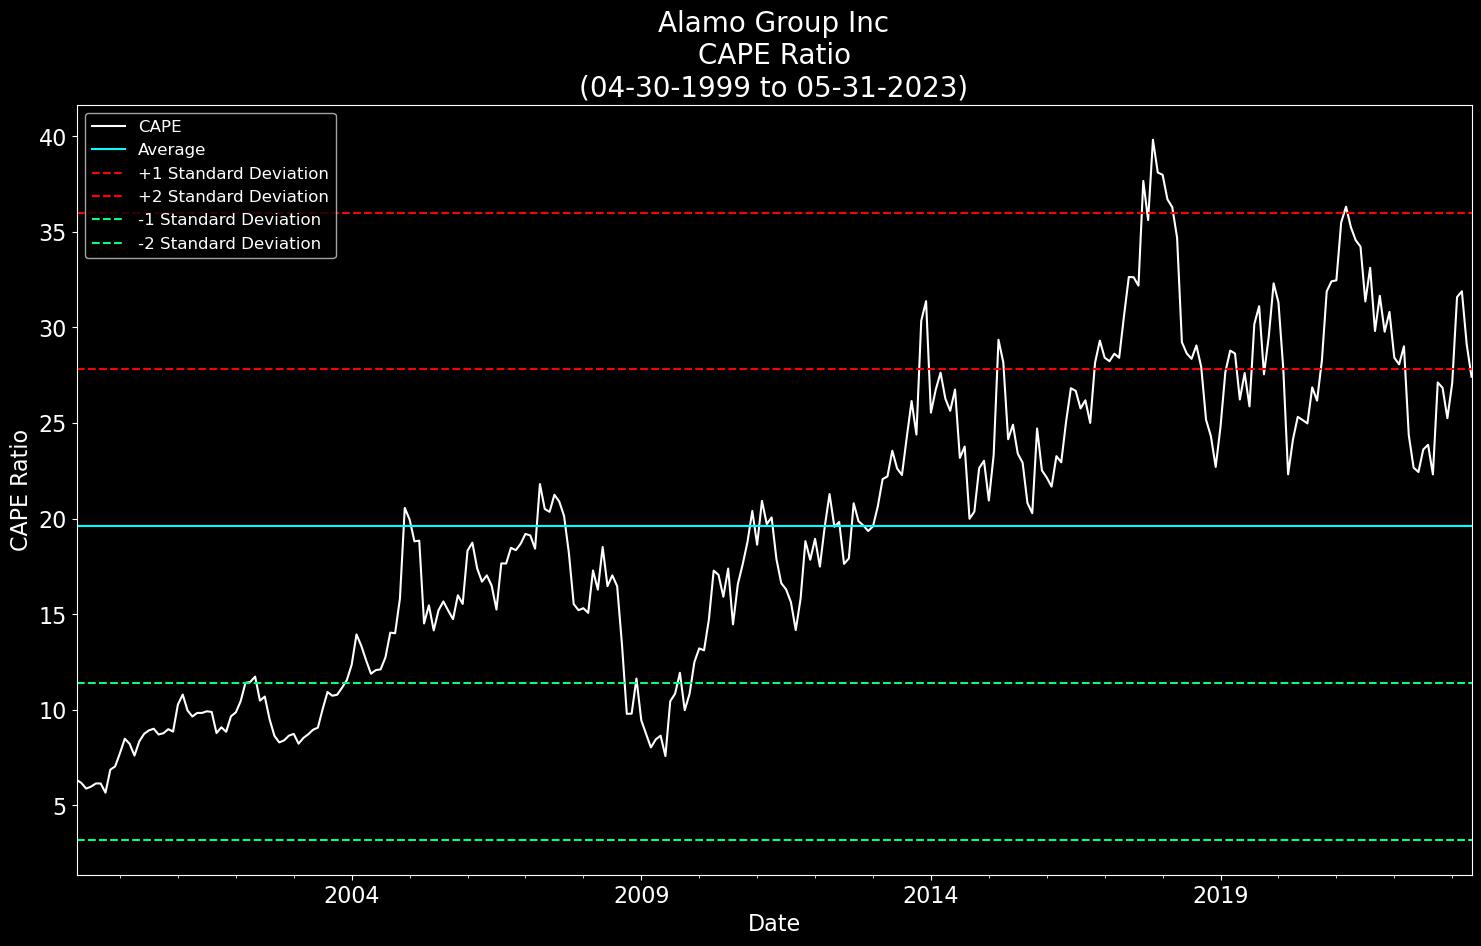 Alamo Group Inc
CAPE Ratio
(04-30-1999 to 05-31-2023)
CAPE
Average
+1 Standard Deviation
+2 Standard Deviation
-1 Standard Deviation
-2 Standard Deviation
CAPE Ratio
40
35
30
25
20
15
10
5
2004
2009
2014
2019
Date